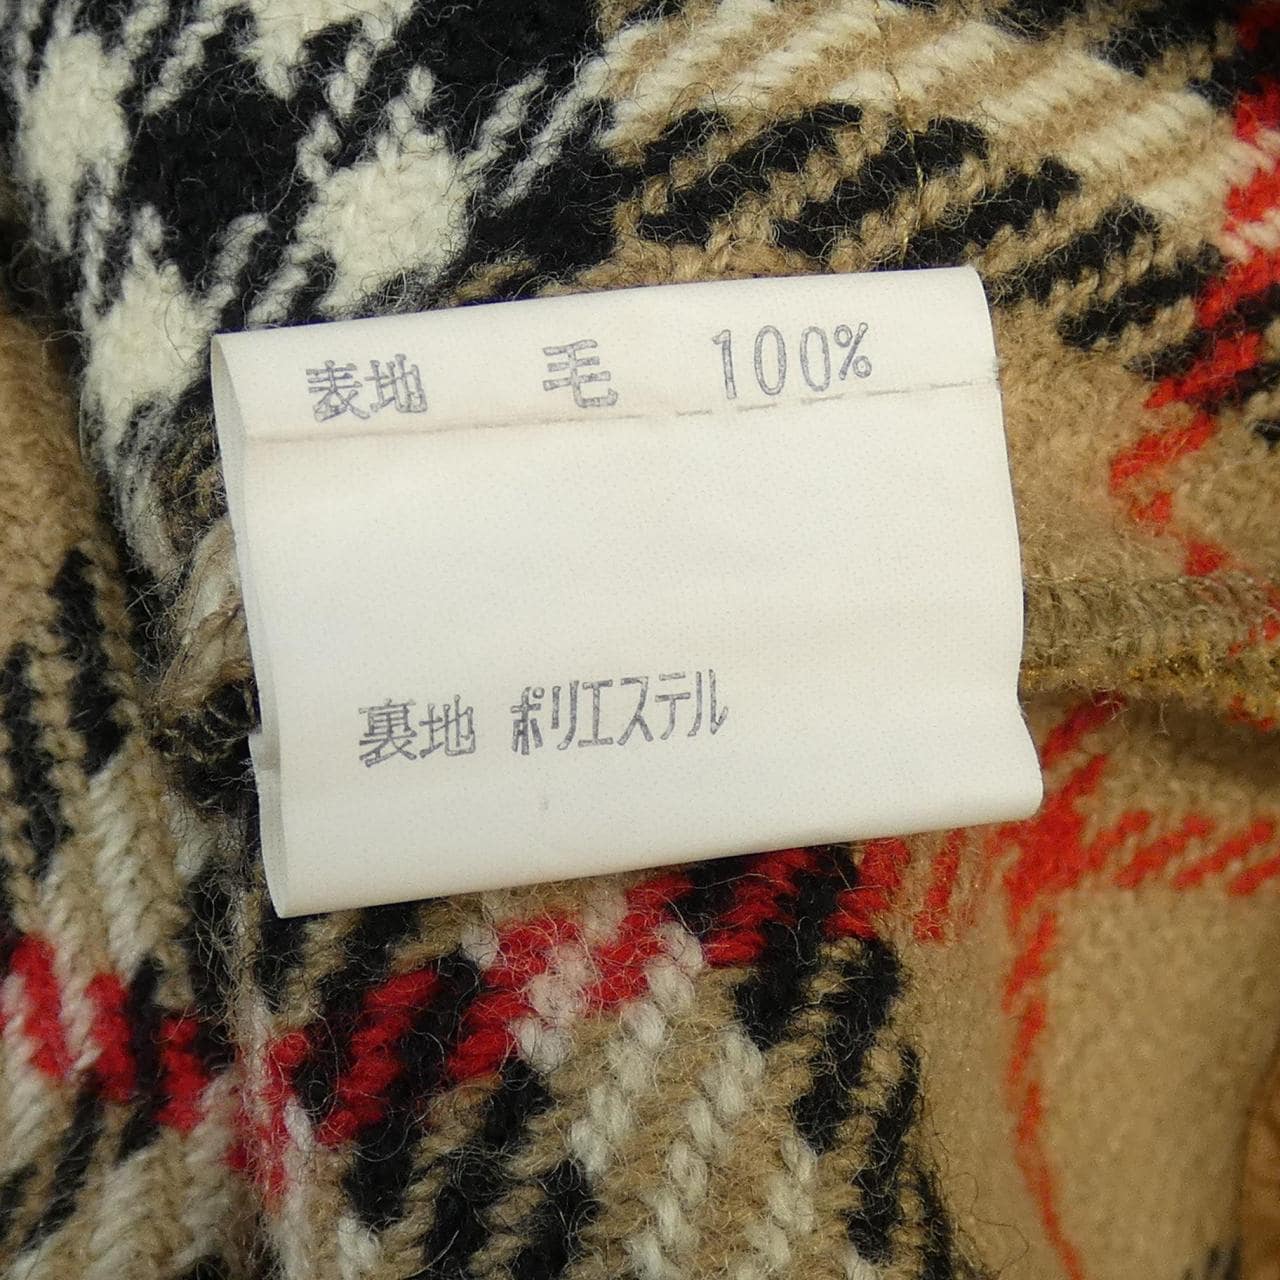 表地 毛 100%
裏地 ポリエステル